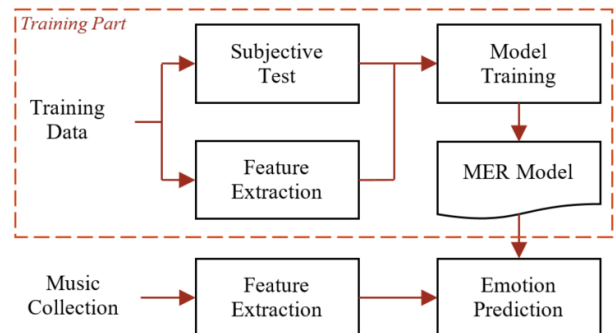 Training Part
Subjective
Test
Model
Training
Training
Data
Feature
Extraction
MER Model
Music
Collection
Feature
Extraction
Emotion
Prediction